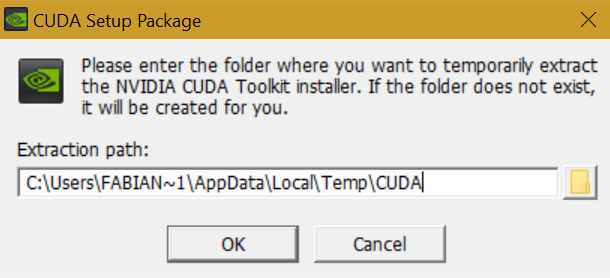 CUDA Setup Package
Please enter the folder where you want to temporarily extract
the NVIDIA CUDA Toolkit installer. If the folder does not exist,
it will be created for you.
Extraction path:
C:\Users\FABIAN~1\AppData\Local\Temp\CUDA
OK
Cancel